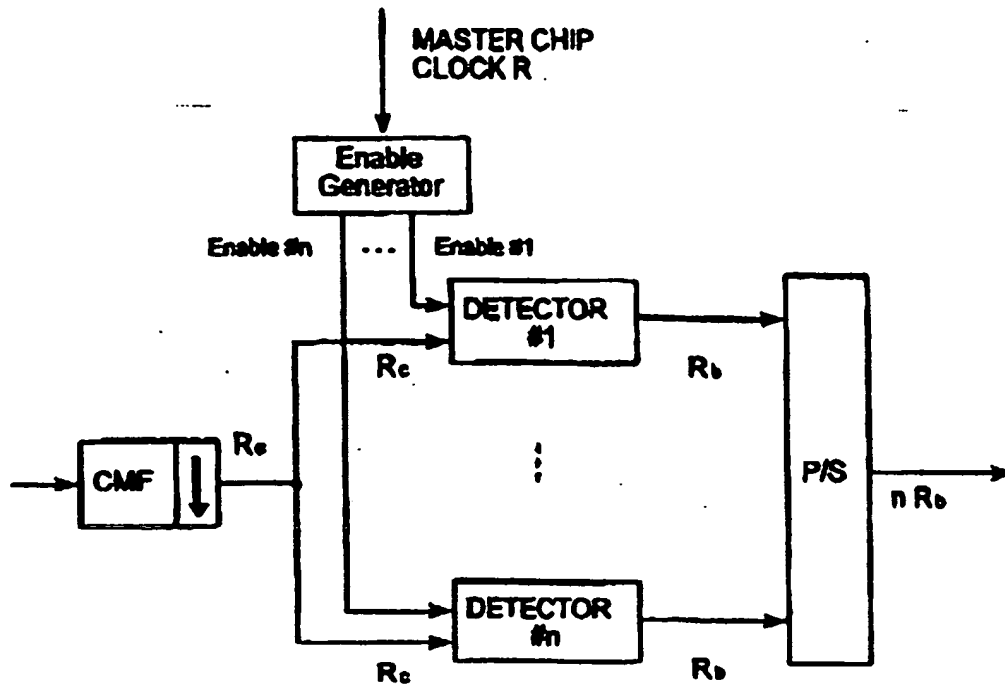 MASTER CHIP
CLOCK R
Enable
Generator
Enable #n
...
Enable #1
DETECTOR
#1
Rc
Rb
CMF
Rc
P/S
n Rb
DETECTOR
#n
Rc
Rb